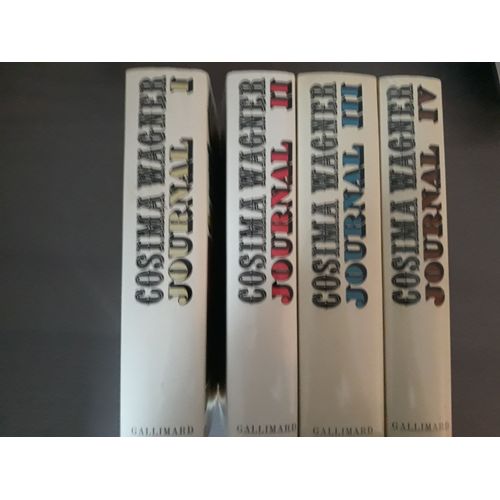 COSIMA WAGNER
JOURNAL I
GALLIMARD
COSIMA WAGNER
JOURNAL II
GALLIMARD
COSIMA WAGNER
JOURNAL III
GALLIMARD
COSIMA WAGNER
JOURNAL IV
GALLIMARD